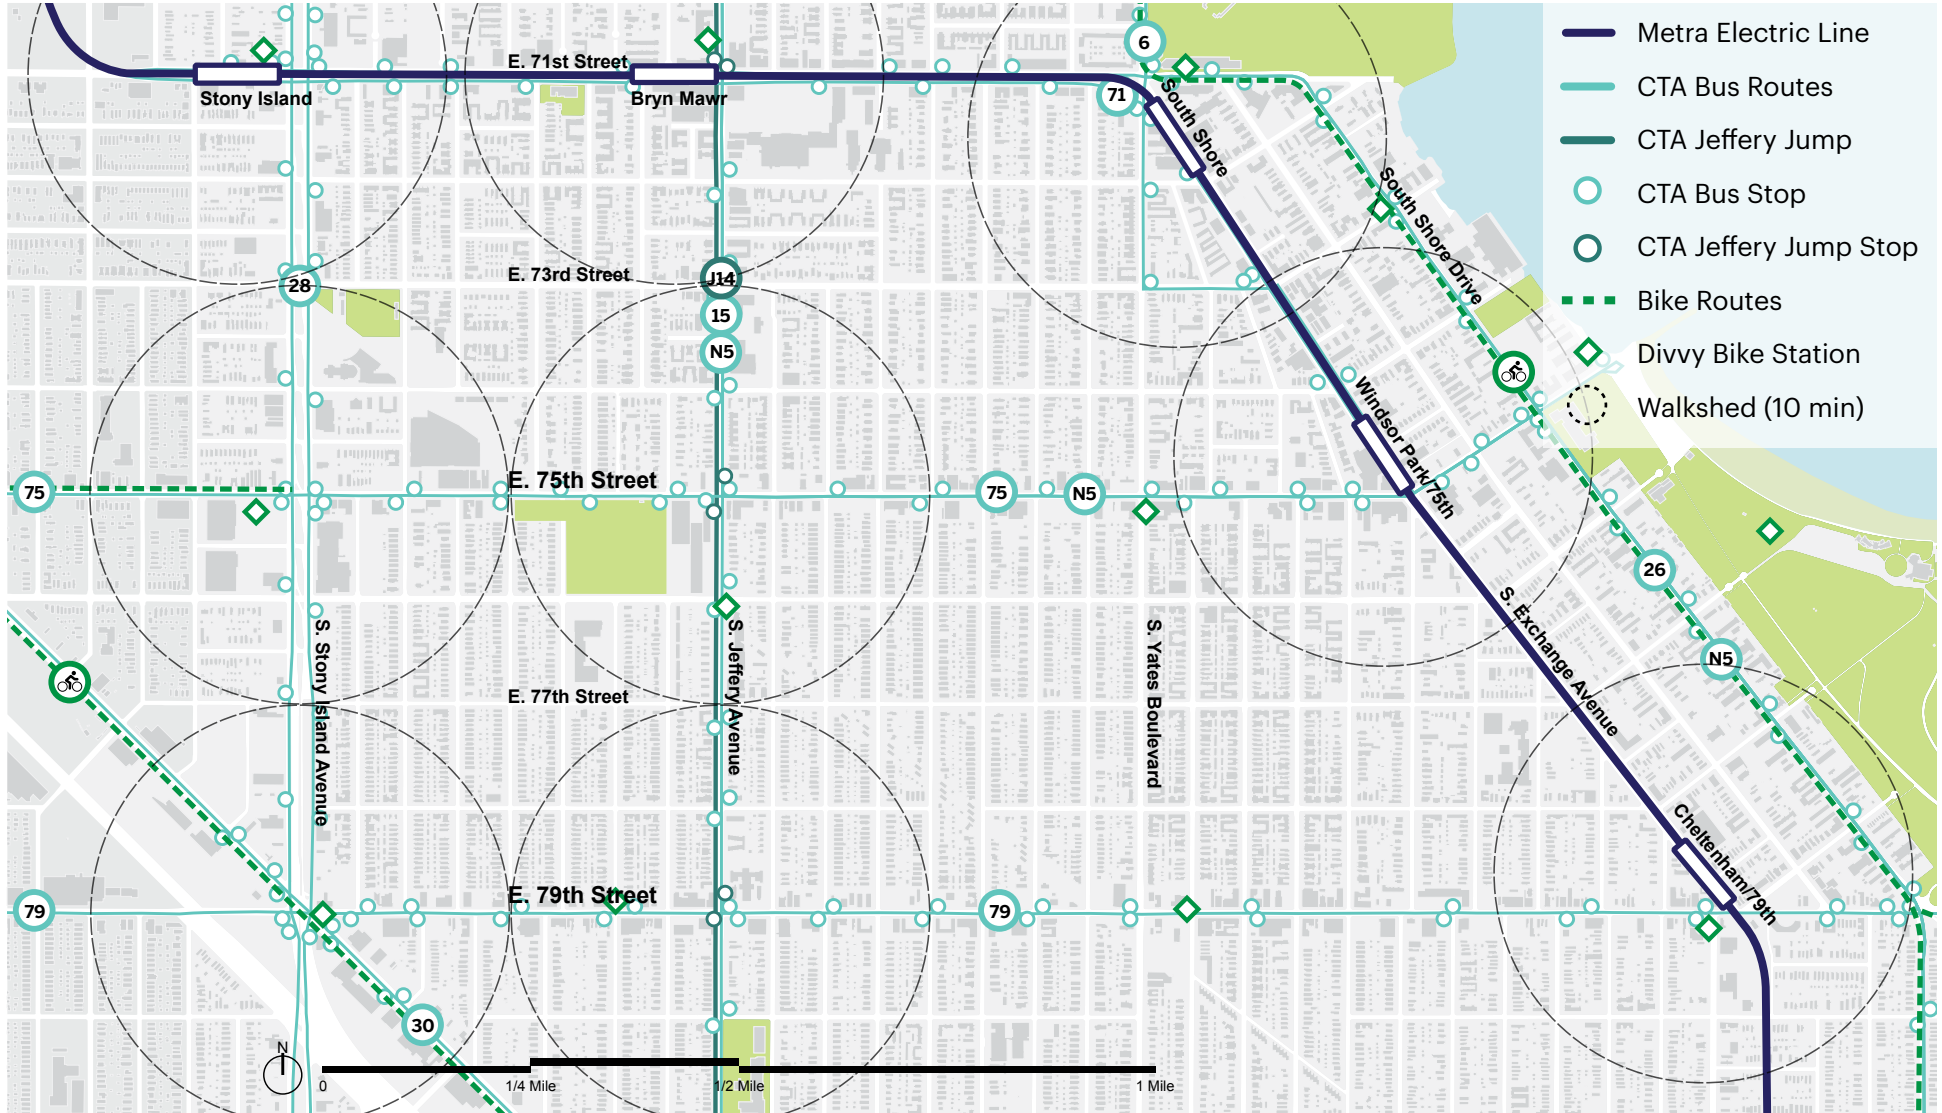 Metra Electric Line
CTA Bus Routes
CTA Jeffery Jump
CTA Bus Stop
CTA Jeffery Jump Stop
Bike Routes
Divvy Bike Station
Walkshed (10 min)
6
E. 71st Street
Stony Island
Bryn Mawr
71
South Shore
South Shore Drive
E. 73rd Street
28
J14
15
N5
Windsor Park/75th
E. 75th Street
75
75
N5
26
S. Exchange Avenue
S. Stony Island Avenue
S. Jeffery Avenue
S. Yates Boulevard
N5
E. 77th Street
Cheltenham/79th
E. 79th Street
79
79
30
N
0
1/4 Mile
1/2 Mile
1 Mile